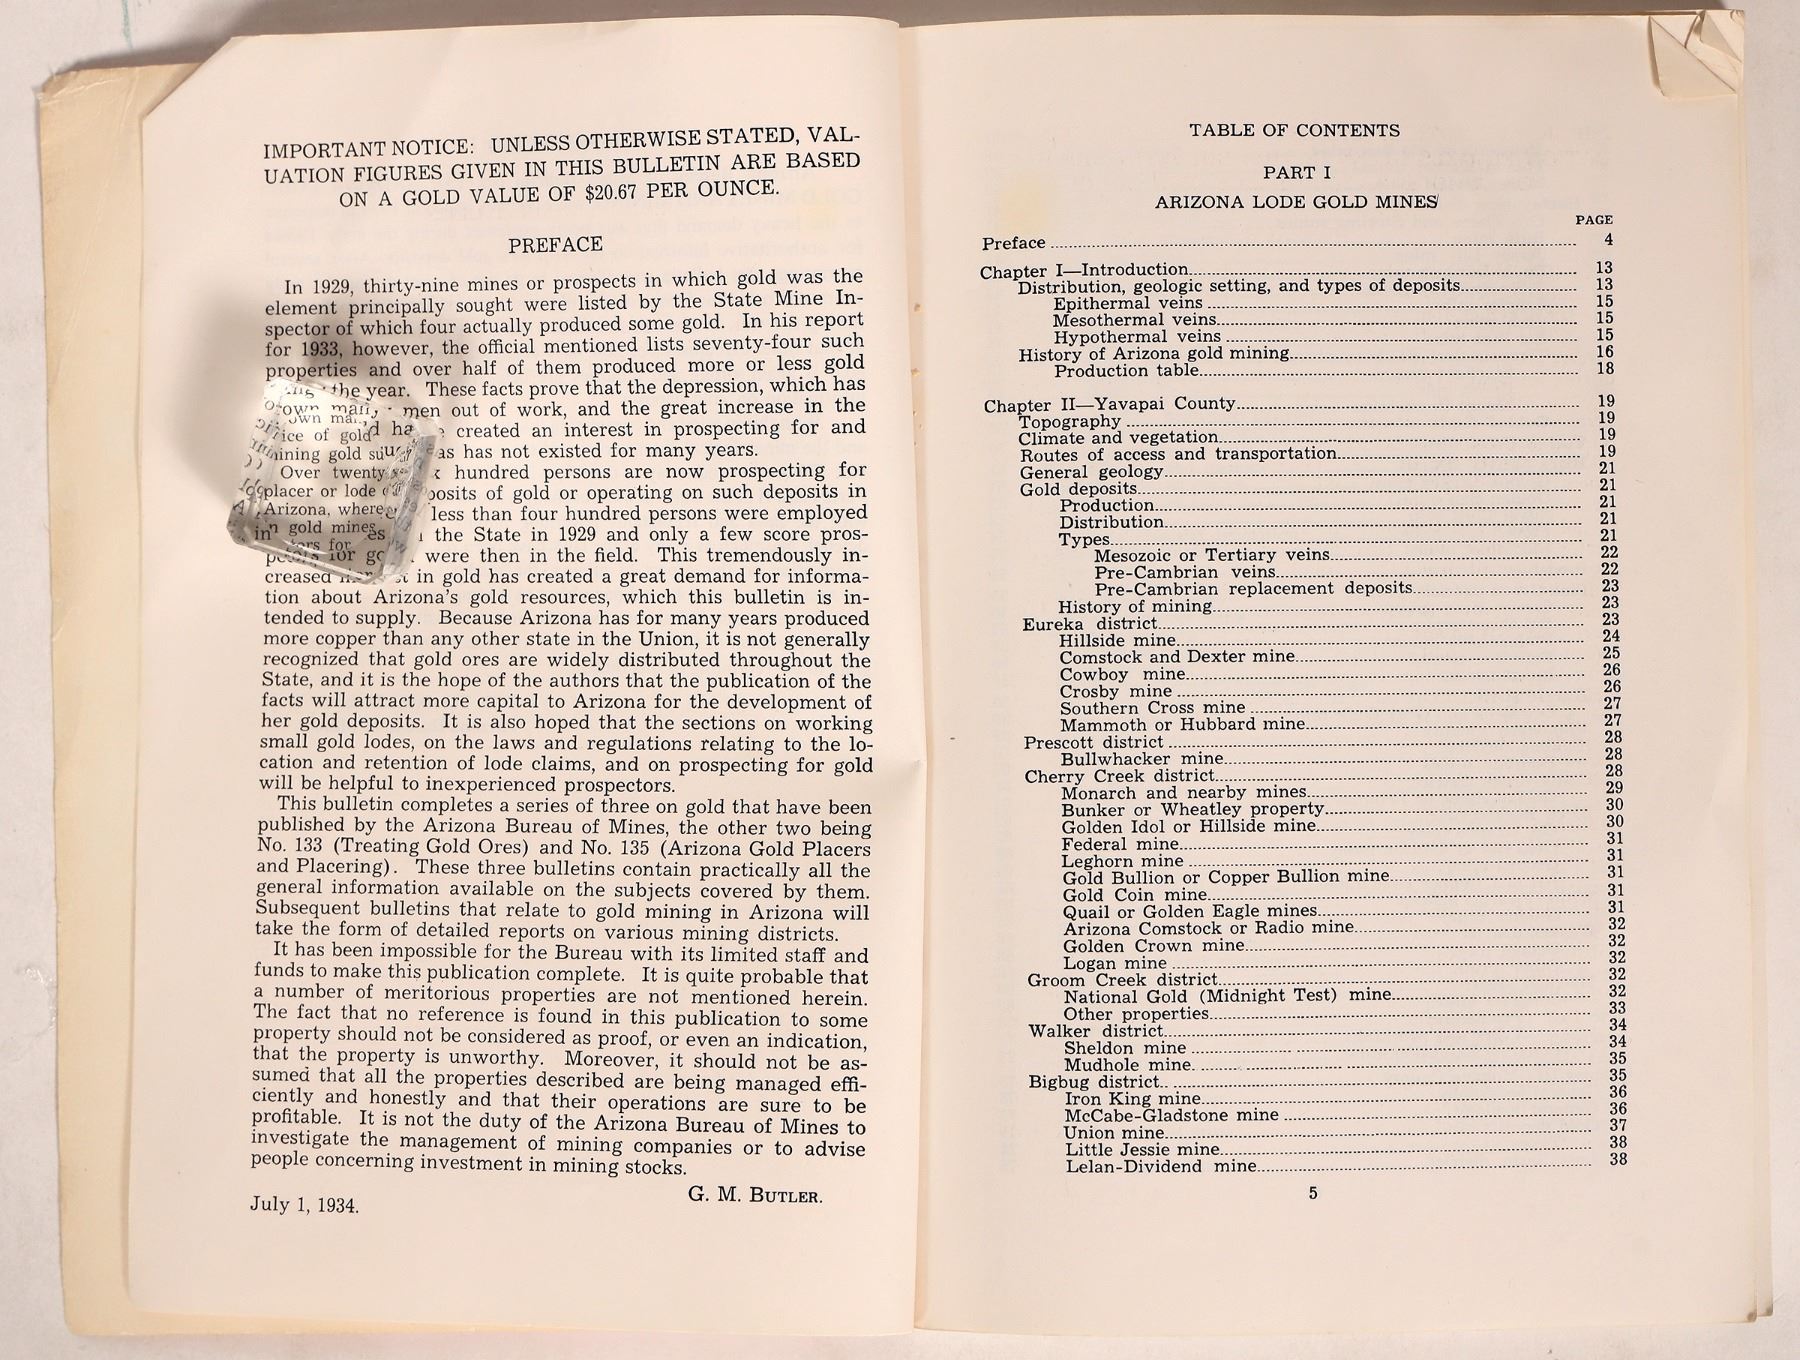 IMPORTANT NOTICE: UNLESS OTHERWISE STATED, VAL-
UATION FIGURES GIVEN IN THIS BULLETIN ARE BASED
ON A GOLD VALUE OF $20.67 PER OUNCE.
PREFACE
In 1929, thirty-nine mines or prospects in which gold was the
element principally sought were listed by the State Mine In-
spector of which four actually produced some gold. In his report
for 1933, however, the official mentioned lists seventy-four such
properties and over half of them produced more or less gold
the year. These facts prove that the depression, which has
many men out of work, and the great increase in the
of gold created an interest in prospecting for and
mining gold as has not existed for many years.
Over twenty hundred persons are now prospecting for
placer or lode deposits of gold or operating on such deposits in
Arizona, where less than four hundred persons were employed
in gold mines the State in 1929 and only a few score pros-
for were then in the field. This tremendously in-
creased in gold has created a great demand for informa-
tion about Arizona's gold resources, which this bulletin is in-
tended to supply. Because Arizona has for many years produced
more copper than any other state in the Union, it is not generally
recognized that gold ores are widely distributed throughout the
State, and it is the hope of the authors that the publication of the
facts will attract more capital to Arizona for the development of
her gold deposits. It is also hoped that the sections on working
small gold lodes, on the laws and regulations relating to the lo-
cation and retention of lode claims, and on prospecting for gold
will be helpful to inexperienced prospectors.
This bulletin completes a series of three on gold that have been
published by the Arizona Bureau of Mines, the other two being
No. 133 (Treating Gold Ores) and No. 135 (Arizona Gold Placers
and Placering). These three bulletins contain practically all the
general information available on the subjects covered by them.
Subsequent bulletins that relate to gold mining in Arizona will
take the form of detailed reports on various mining districts.
It has been impossible for the Bureau with its limited staff and
funds to make this publication complete. It is quite probable that
a number of meritorious properties are not mentioned herein.
The fact that no reference is found in this publication to some
property should not be considered as proof, or even an indication,
that the property is unworthy. Moreover, it should not be as-
sumed that all the properties described are being managed effi-
ciently and honestly and that their operations are sure to be
profitable. It is not the duty of the Arizona Bureau of Mines to
investigate the management of mining companies or to advise
people concerning investment in mining stocks.
G. M. BUTLER.
July 1, 1934.
TABLE OF CONTENTS
PART I
ARIZONA LODE GOLD MINES
PAGE
Preface 4
Chapter I—Introduction 13
Distribution, geologic setting, and types of deposits 13
Epithermal veins 15
Mesothermal veins 15
Hypothermal veins 15
History of Arizona gold mining 16
Production table 18
Chapter II—Yavapai County 19
Topography 19
Climate and vegetation 19
Routes of access and transportation 19
General geology 21
Gold deposits 21
Production 21
Distribution 21
Types 21
Mesozoic or Tertiary veins 22
Pre-Cambrian veins 22
Pre-Cambrian replacement deposits 23
History of mining 23
Eureka district 23
Hillside mine 24
Comstock and Dexter mine 25
Cowboy mine 26
Crosby mine 26
Southern Cross mine 27
Mammoth or Hubbard mine 27
Prescott district 28
Bullwhacker mine 28
Cherry Creek district 28
Monarch and nearby mines 29
Bunker or Wheatley property 30
Golden Idol or Hillside mine 30
Federal mine 31
Leghorn mine 31
Gold Bullion or Copper Bullion mine 31
Gold Coin mine 31
Quail or Golden Eagle mines 31
Arizona Comstock or Radio mine 32
Golden Crown mine 32
Logan mine 32
Groom Creek district 32
National Gold (Midnight Test) mine 32
Other properties 33
Walker district 34
Sheldon mine 34
Mudhole mine 35
Bigbug district 35
Iron King mine 36
McCabe-Gladstone mine 36
Union mine 37
Little Jessie mine 38
Lelan-Dividend mine 38
5